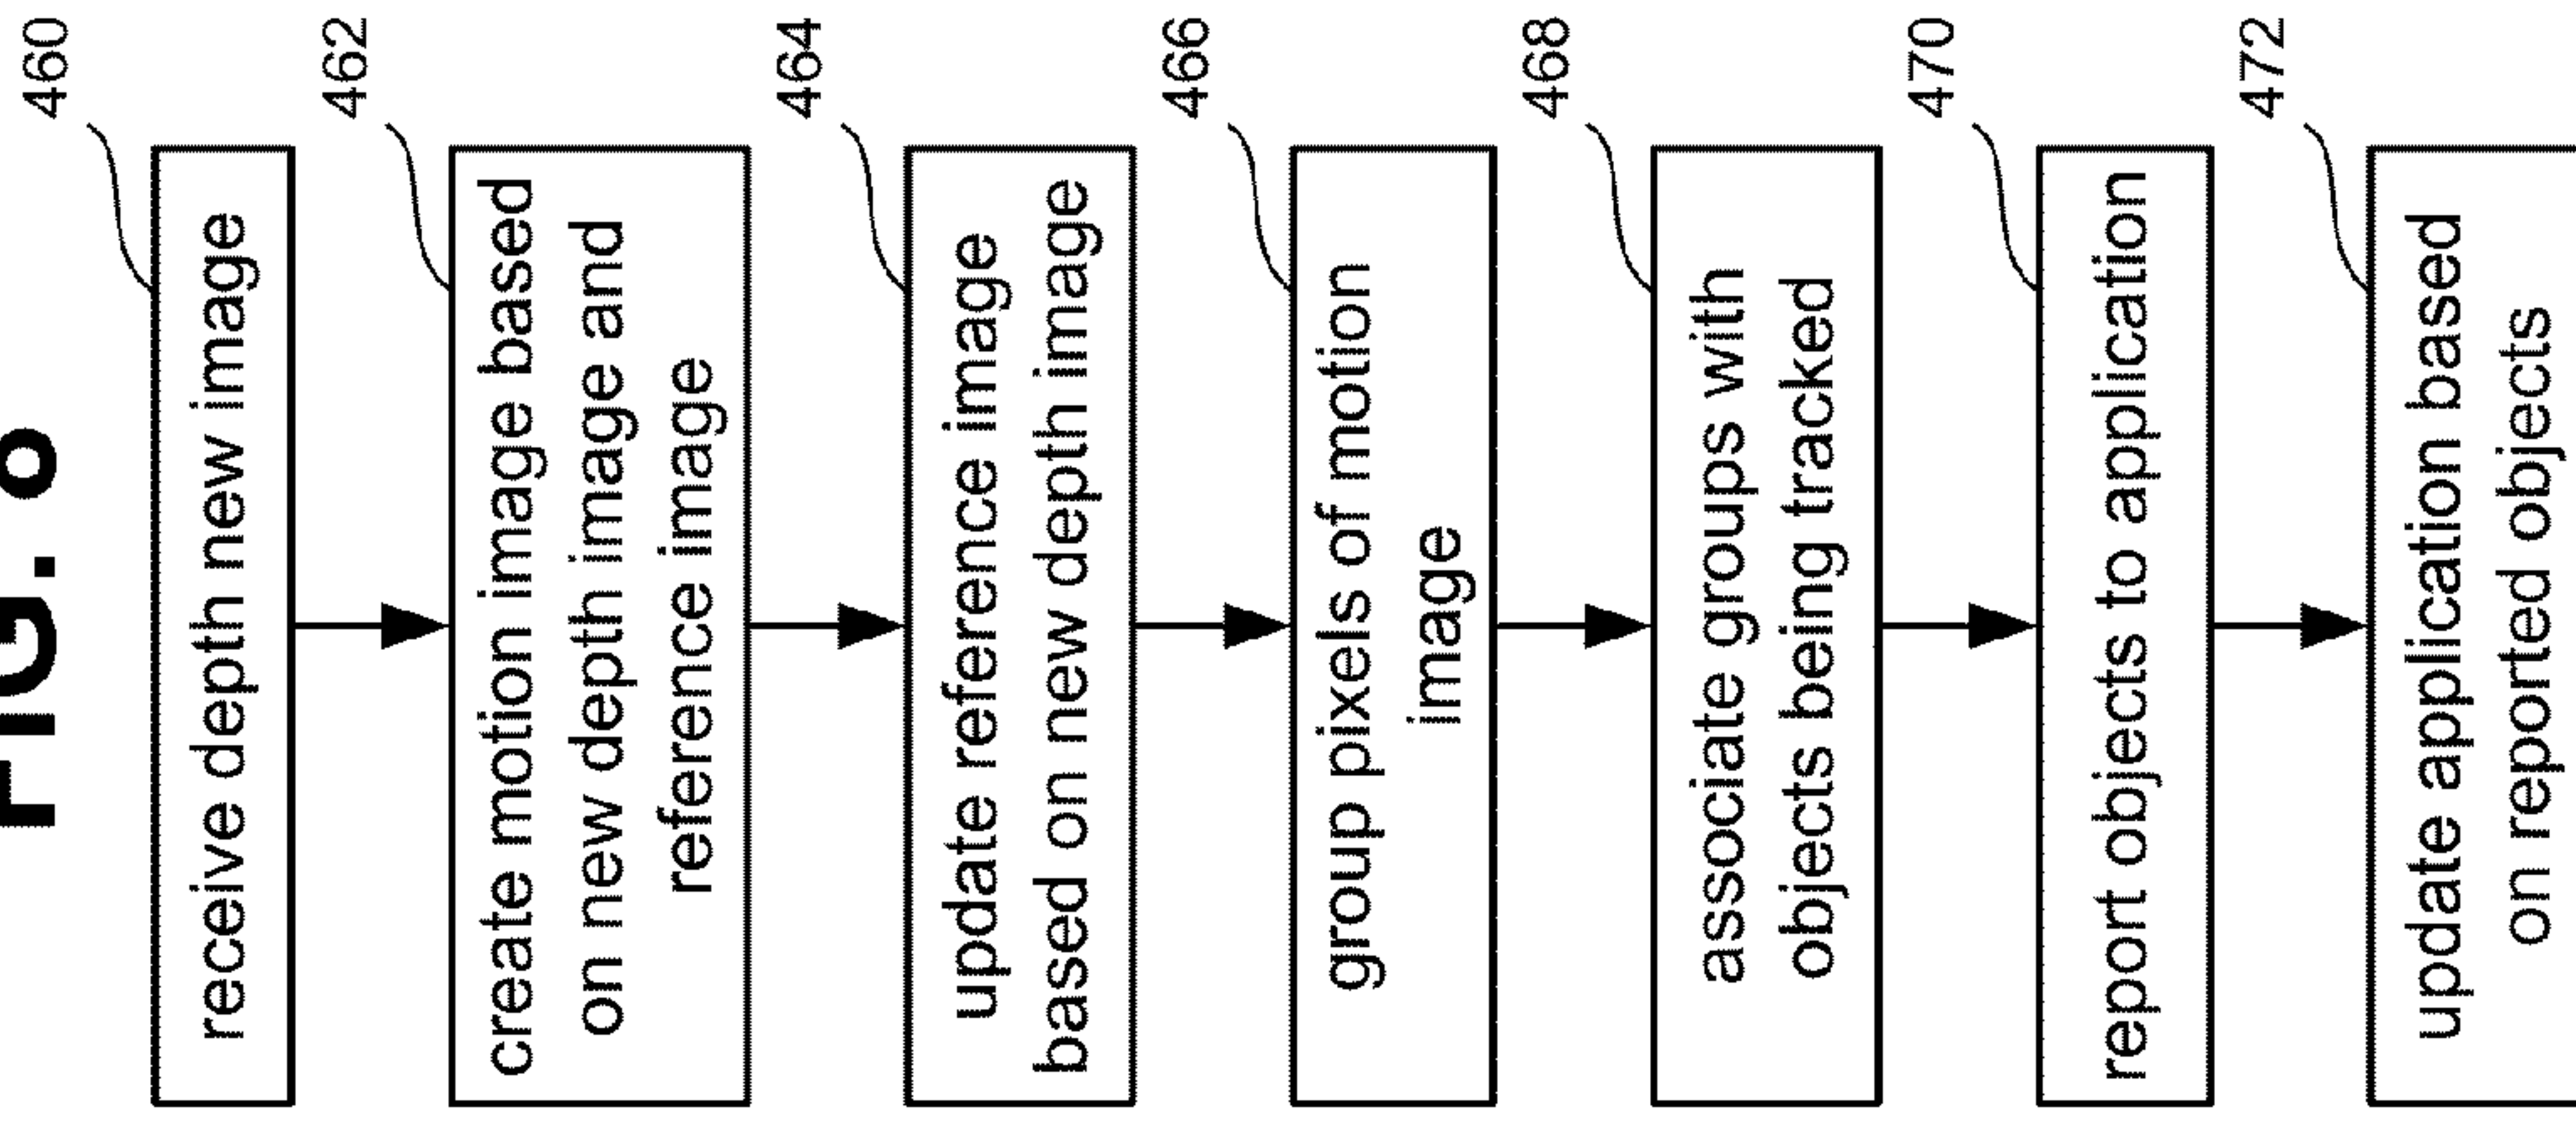 FIG.
460
receive depth new image
462
create motion image based
on new depth image and
reference image
464
update reference image
based on new depth image
466
group pixels of motion
image
468
associate groups with
objects being tracked
470
report objects to application
472
update application based
on reported objects